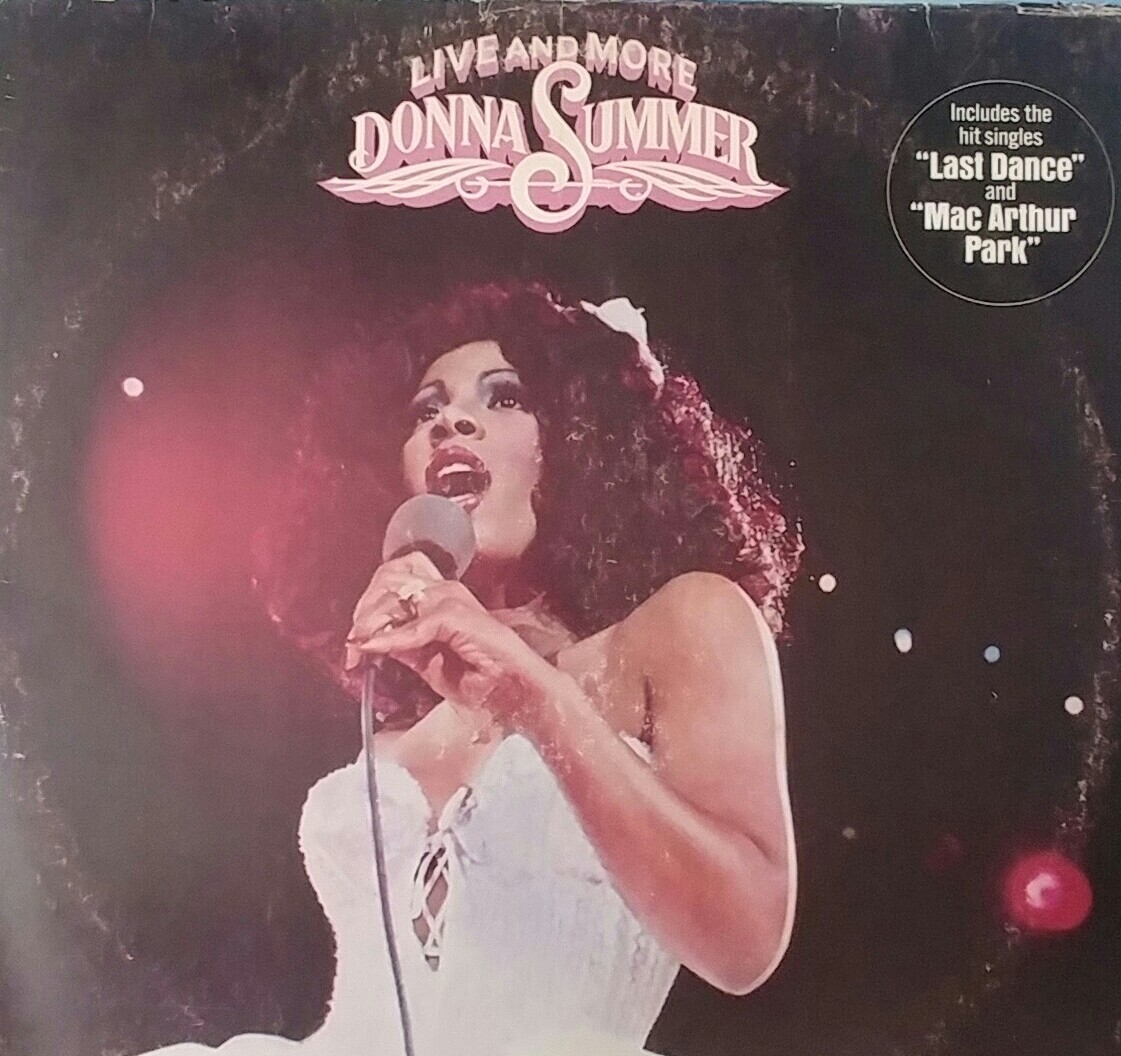 LIVE AND MORE
DONNA SUMMER
Includes the
hit singles
“Last Dance”
and
“Mac Arthur
Park”